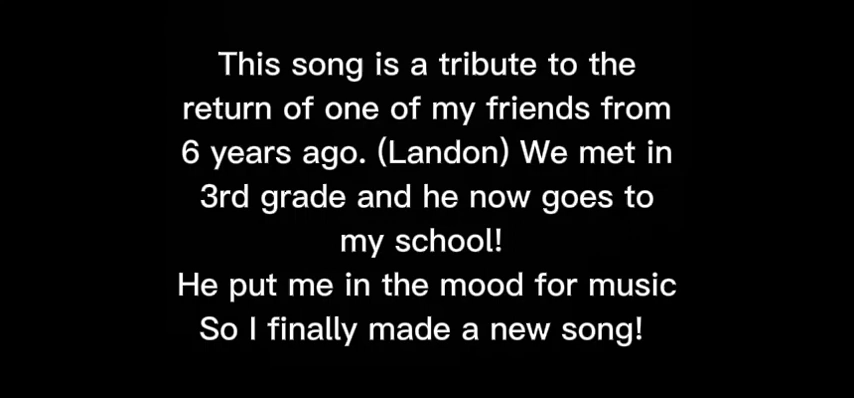 This song is a tribute to the
return of one of my friends from
6 years ago. (Landon) We met in
3rd grade and he now goes to
my school!
He put me in the mood for music
So I finally made a new song!